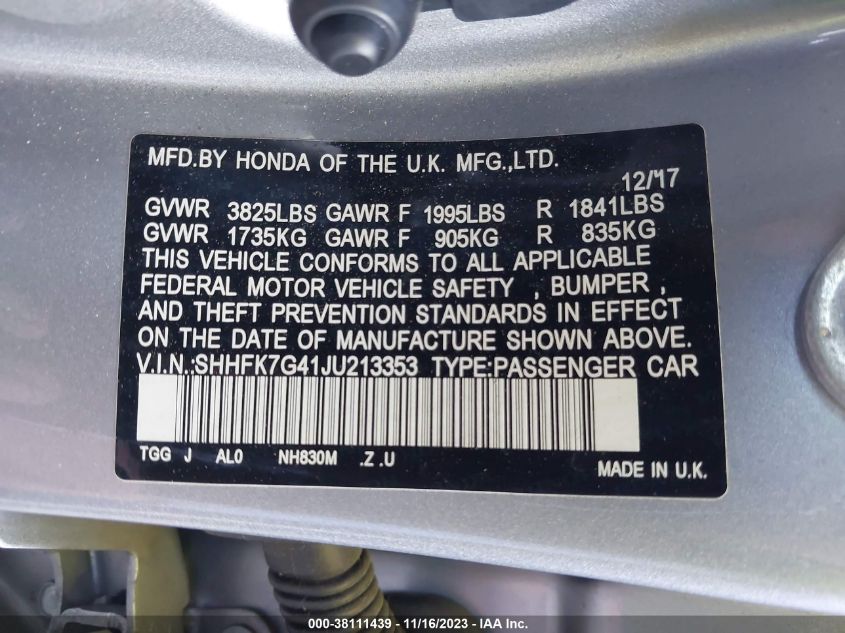 MFD.BY HONDA OF THE U.K. MFG.,LTD.
12/17
GVWR 3825LBS GAWR F 1995LBS R 1841LBS
GVWR 1735KG GAWR F 905KG R 835KG
THIS VEHICLE CONFORMS TO ALL APPLICABLE
FEDERAL MOTOR VEHICLE SAFETY , BUMPER ,
AND THEFT PREVENTION STANDARDS IN EFFECT
ON THE DATE OF MANUFACTURE SHOWN ABOVE.
V.I.N.:SHHFK7G41JU213353 TYPE:PASSENGER CAR
TGG J AL0 NH830M .Z .U
MADE IN U.K.
000-38111439 - 11/16/2023 - IAA Inc.